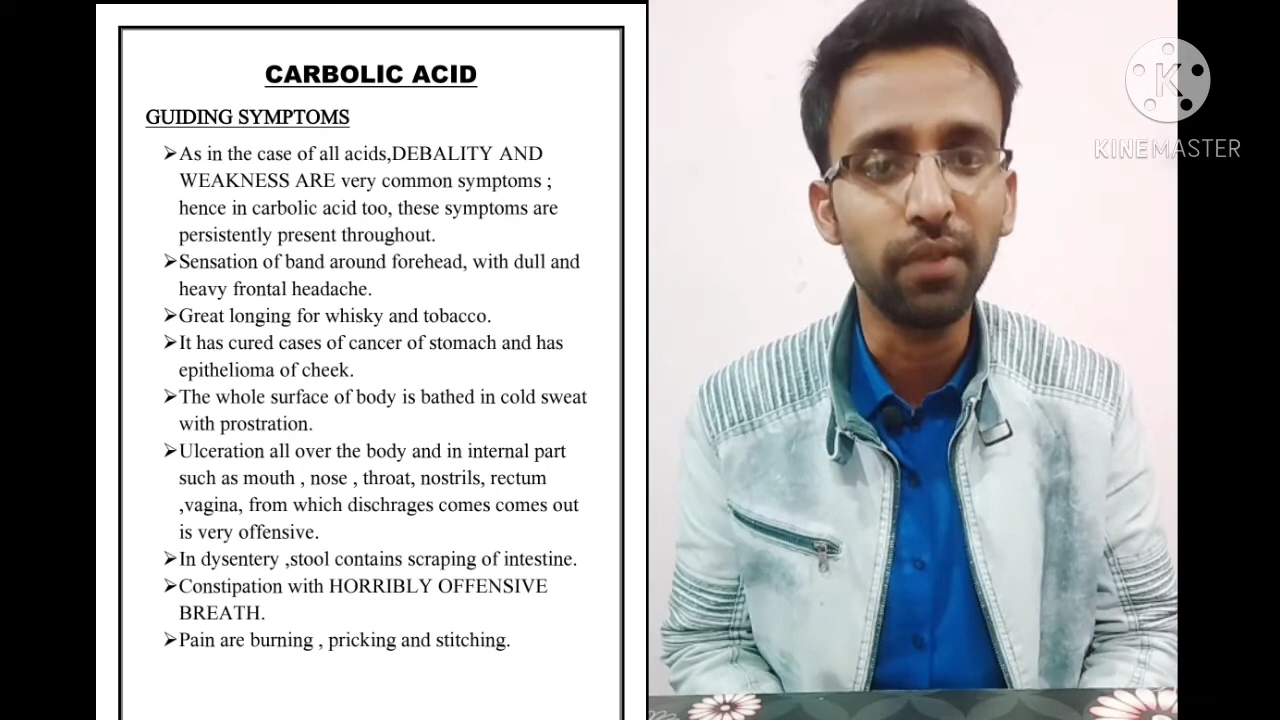 CARBOLIC ACID
GUIDING SYMPTOMS
➢As in the case of all acids,DEBALITY AND
WEAKNESS ARE very common symptoms ;
hence in carbolic acid too, these symptoms are
persistently present throughout.
➢Sensation of band around forehead, with dull and
heavy frontal headache.
➢Great longing for whisky and tobacco.
➢It has cured cases of cancer of stomach and has
epithelioma of cheek.
➢The whole surface of body is bathed in cold sweat
with prostration.
➢Ulceration all over the body and in internal part
such as mouth , nose , throat, nostrils, rectum
,vagina, from which dischrages comes comes out
is very offensive.
➢In dysentery ,stool contains scraping of intestine.
➢Constipation with HORRIBLY OFFENSIVE
BREATH.
➢Pain are burning , pricking and stitching.
K
KINEMASTER